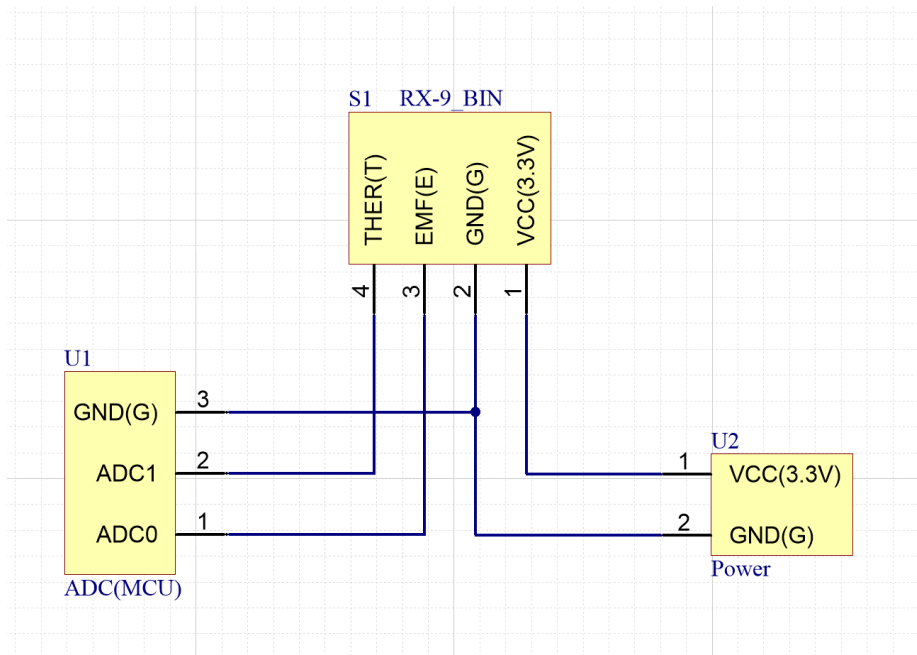 S1 RX-9_BIN
THER(T)
EMF(E)
GND(G)
VCC(3.3V)
4
3
2
1
U1
GND(G) 3
ADC1 2
ADC0 1
ADC(MCU)
U2
1 VCC(3.3V)
2 GND(G)
Power